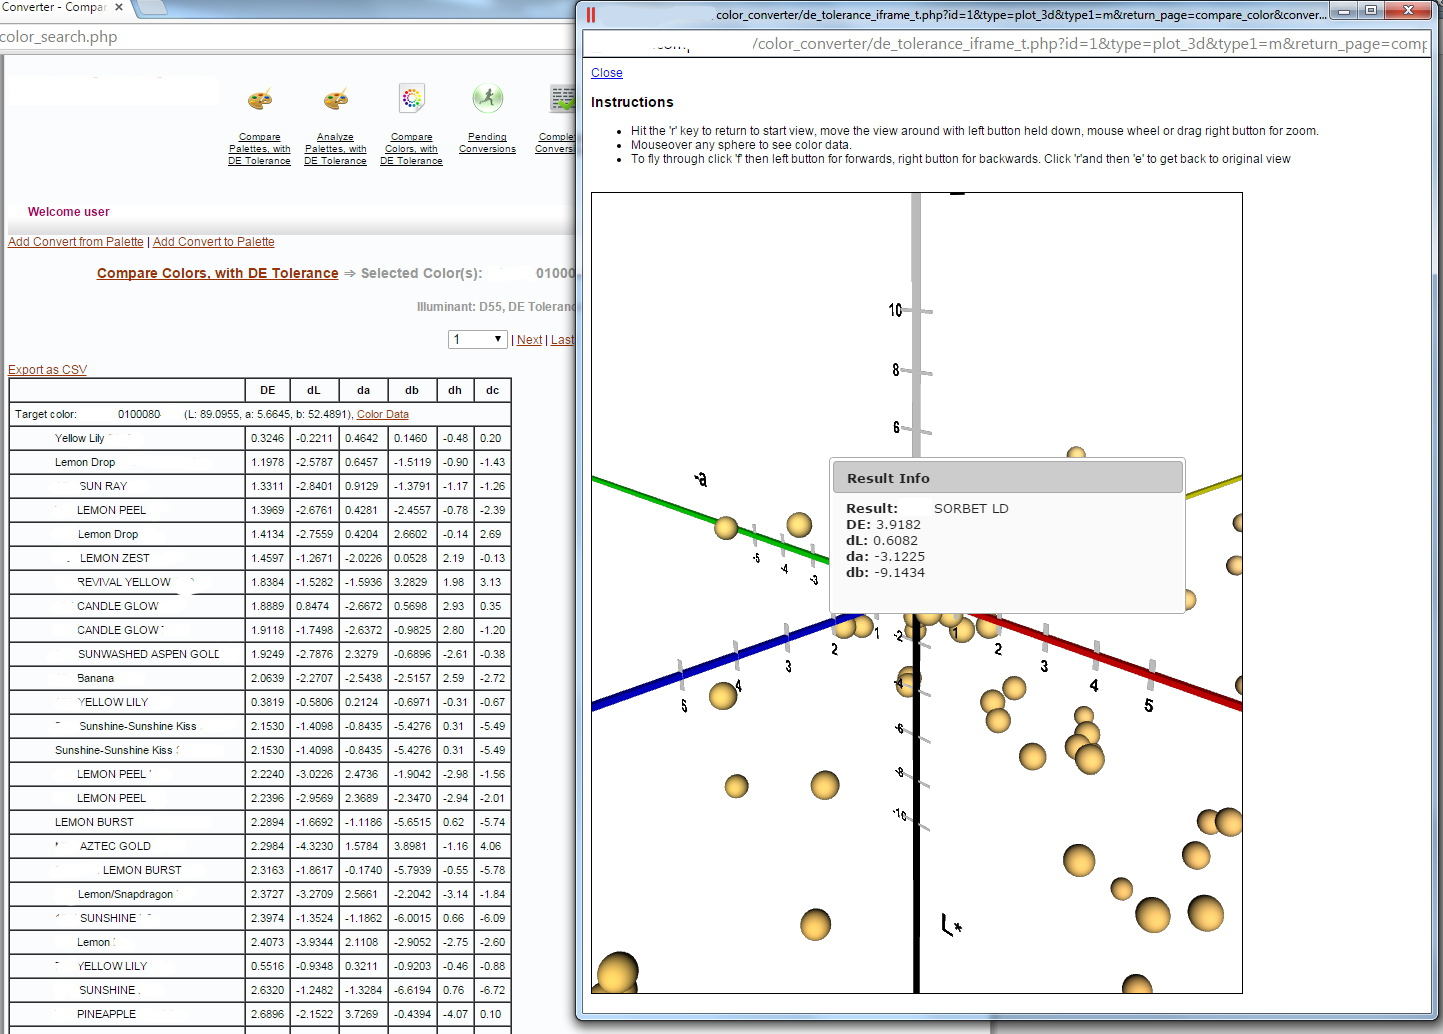 Converter - Compar
color_search.php
Compare Palettes, with DE Tolerance
Analyze Palettes, with DE Tolerance
Compare Colors, with DE Tolerance
Pending Conversions
Welcome user
Add Convert from Palette | Add Convert to Palette
Compare Colors, with DE Tolerance ⇒ Selected Color(s): 0100
Illuminant: D55, DE Toleranc
1 | Next | Last
Export as CSV
DE dL da db dh dc
Target color: 0100080 (L: 89.0955, a: 5.6645, b: 52.4891), Color Data
Yellow Lily 0.3246 -0.2211 0.4642 0.1460 -0.48 0.20
Lemon Drop 1.1978 -2.5787 0.6457 -1.5119 -0.90 -1.43
SUN RAY 1.3311 -2.8401 0.9129 -1.3791 -1.17 -1.26
LEMON PEEL 1.3969 -2.6761 0.4281 -2.4557 -0.78 -2.39
Lemon Drop 1.4134 -2.7559 0.4204 2.6602 -0.14 2.69
LEMON ZEST 1.4597 -1.2671 -2.0226 0.0528 2.19 -0.13
REVIVAL YELLOW 1.8384 -1.5282 -1.5936 3.2829 1.98 3.13
CANDLE GLOW 1.8889 0.8474 -2.6672 0.5698 2.93 0.35
CANDLE GLOW 1.9118 -1.7498 -2.6372 -0.9825 2.80 -1.20
SUNWASHED ASPEN GOLD 1.9249 -2.7876 2.3279 -0.6896 -2.61 -0.38
Banana 2.0639 -2.2707 -2.5438 -2.5157 2.59 -2.72
YELLOW LILY 0.3819 -0.5806 0.2124 -0.6971 -0.31 -0.67
Sunshine-Sunshine Kiss 2.1530 -1.4098 -0.8435 -5.4276 0.31 -5.49
Sunshine-Sunshine Kiss 2.1530 -1.4098 -0.8435 -5.4276 0.31 -5.49
LEMON PEEL 2.2240 -3.0226 2.4736 -1.9042 -2.98 -1.56
LEMON PEEL 2.2396 -2.9569 2.3689 -2.3470 -2.94 -2.01
LEMON BURST 2.2894 -1.6692 -1.1186 -5.6515 0.62 -5.74
AZTEC GOLD 2.2984 -4.3230 1.5784 3.8981 -1.16 4.06
LEMON BURST 2.3163 -1.8617 -0.1740 -5.7939 -0.55 -5.78
Lemon/Snapdragon 2.3727 -3.2709 2.5661 -2.2042 -3.14 -1.84
SUNSHINE 2.3974 -1.3524 -1.1862 -6.0015 0.66 -6.09
Lemon 2.4073 -3.9344 2.1108 -2.9052 -2.75 -2.60
YELLOW LILY 0.5516 -0.9348 0.3211 -0.9203 -0.46 -0.88
SUNSHINE 2.6320 -1.2482 -1.3284 -6.6194 0.76 -6.72
PINEAPPLE 2.6896 -2.1522 3.7269 -0.4394 -4.07 0.10
color_converter/de_tolerance_iframe_t.php?id=1&type=plot_3d&type1=m&return_page=compare_color&conver...
/color_converter/de_tolerance_iframe_t.php?id=1&type=plot_3d&type1=m&return_page=comp
Close
Instructions
Hit the 'r' key to return to start view, move the view around with left button held down, mouse wheel or drag right button for zoom.
Mouseover any sphere to see color data.
To fly through click 'f' then left button for forwards, right button for backwards. Click 'r'and then 'e' to get back to original view
10
8
6
-a
-5 -4 -3
Result Info
Result: SORBET LD
DE: 3.9182
dL: 0.6082
da: -3.1225
db: -9.1434
5 4 3 2 1
1 2 3 4 5
-2
-4
-6
-8
-10
L*